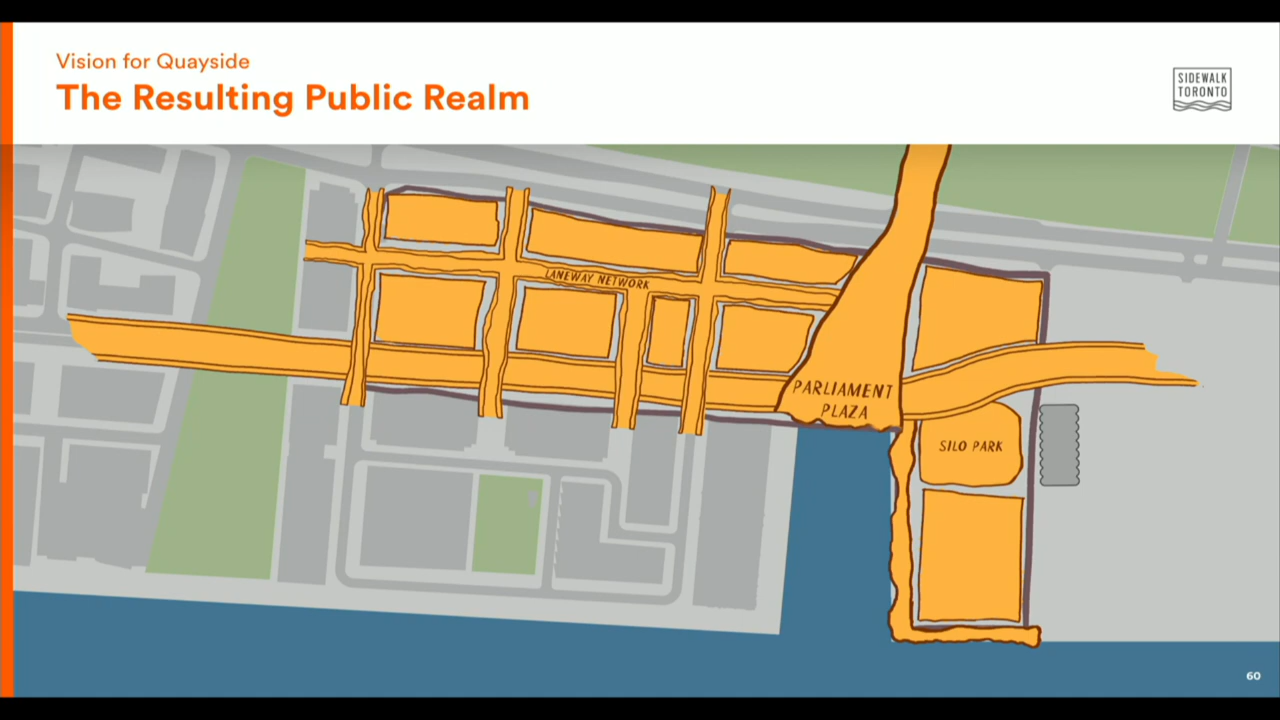 Vision for Quayside
The Resulting Public Realm
SIDEWALK
TORONTO
LANEWAY NETWORK
PARLIAMENT
PLAZA
SILO PARK
60